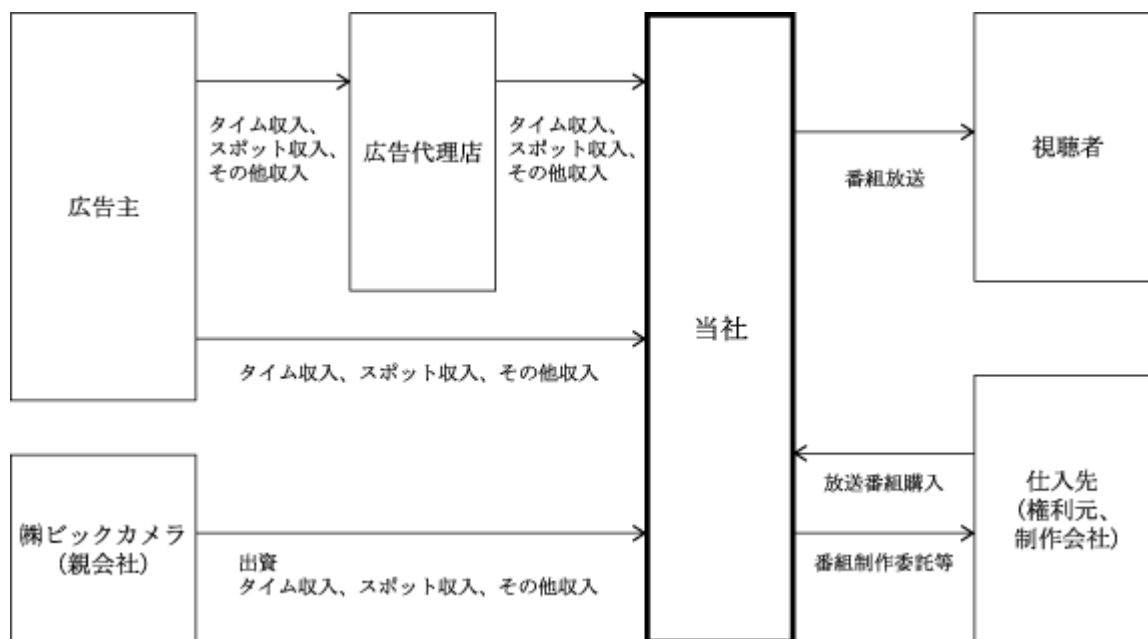 広告主
タイム収入、
スポット収入、
その他収入
広告代理店
タイム収入、
スポット収入、
その他収入
当社
番組放送
視聴者
タイム収入、スポット収入、その他収入
㈱ビックカメラ
(親会社)
出資
タイム収入、スポット収入、その他収入
放送番組購入
番組制作委託等
仕入先
(権利元、
制作会社)